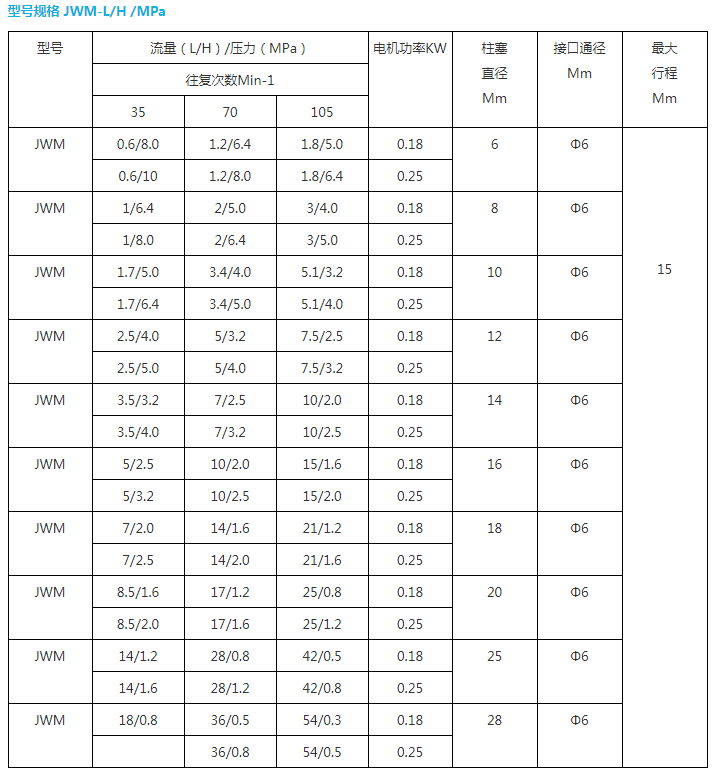 型号规格 JWM-L/H /MPa
型号 流量（L/H）/压力（MPa） 电机功率KW 柱塞 接口通径 最大
直径 Mm 行程
往复次数Min-1
Mm Mm
35 70 105
JWM 0.6/8.0 1.2/6.4 1.8/5.0 0.18 6 Φ6
0.6/10 1.2/8.0 1.8/6.4 0.25
JWM 1/6.4 2/5.0 3/4.0 0.18 8 Φ6
1/8.0 2/6.4 3/5.0 0.25
JWM 1.7/5.0 3.4/4.0 5.1/3.2 0.18 10 Φ6 15
1.7/6.4 3.4/5.0 5.1/4.0 0.25
JWM 2.5/4.0 5/3.2 7.5/2.5 0.18 12 Φ6
2.5/5.0 5/4.0 7.5/3.2 0.25
JWM 3.5/3.2 7/2.5 10/2.0 0.18 14 Φ6
3.5/4.0 7/3.2 10/2.5 0.25
JWM 5/2.5 10/2.0 15/1.6 0.18 16 Φ6
5/3.2 10/2.5 15/2.0 0.25
JWM 7/2.0 14/1.6 21/1.2 0.18 18 Φ6
7/2.5 14/2.0 21/1.6 0.25
JWM 8.5/1.6 17/1.2 25/0.8 0.18 20 Φ6
8.5/2.0 17/1.6 25/1.2 0.25
JWM 14/1.2 28/0.8 42/0.5 0.18 25 Φ6
14/1.6 28/1.2 42/0.8 0.25
JWM 18/0.8 36/0.5 54/0.3 0.18 28 Φ6
36/0.8 54/0.5 0.25